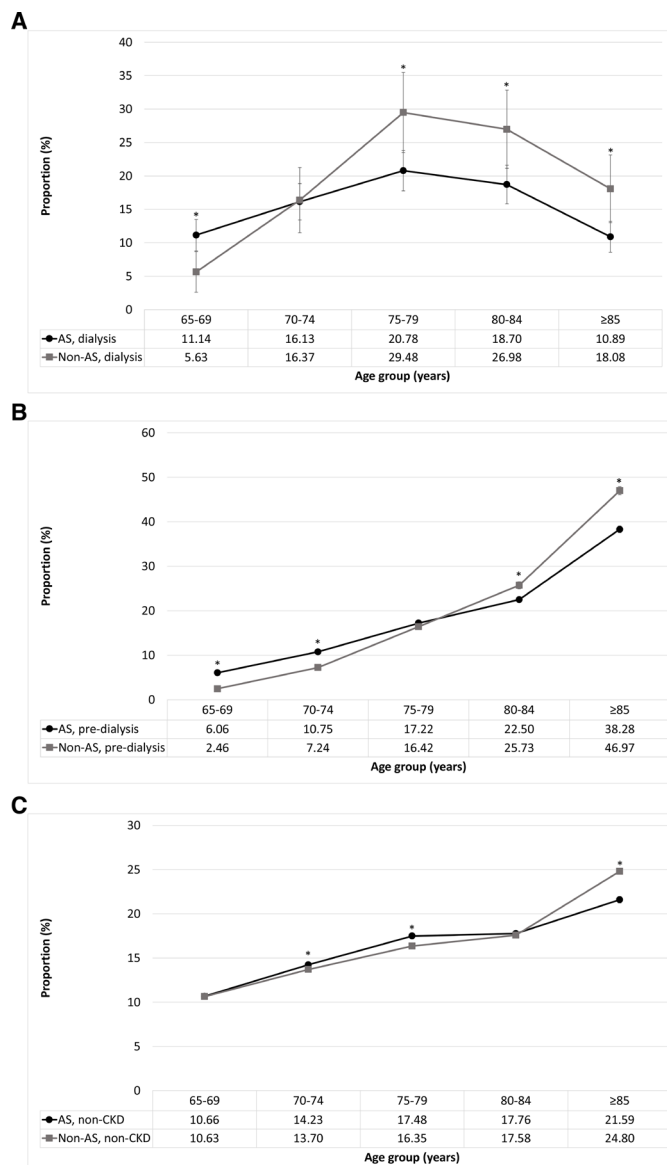 A
40
35
30
25
20
15
10
5
0
Proportion (%)
*
*
*
*
65-69 70-74 75-79 80-84 ≥85
AS, dialysis 11.14 16.13 20.78 18.70 10.89
Non-AS, dialysis 5.63 16.37 29.48 26.98 18.08
Age group (years)
B
60
50
40
30
20
10
0
Proportion (%)
*
*
*
*
65-69 70-74 75-79 80-84 ≥85
AS, pre-dialysis 6.06 10.75 17.22 22.50 38.28
Non-AS, pre-dialysis 2.46 7.24 16.42 25.73 46.97
Age group (years)
C
30
25
20
15
10
5
0
Proportion (%)
*
*
*
65-69 70-74 75-79 80-84 ≥85
AS, non-CKD 10.66 14.23 17.48 17.76 21.59
Non-AS, non-CKD 10.63 13.70 16.35 17.58 24.80
Age group (years)